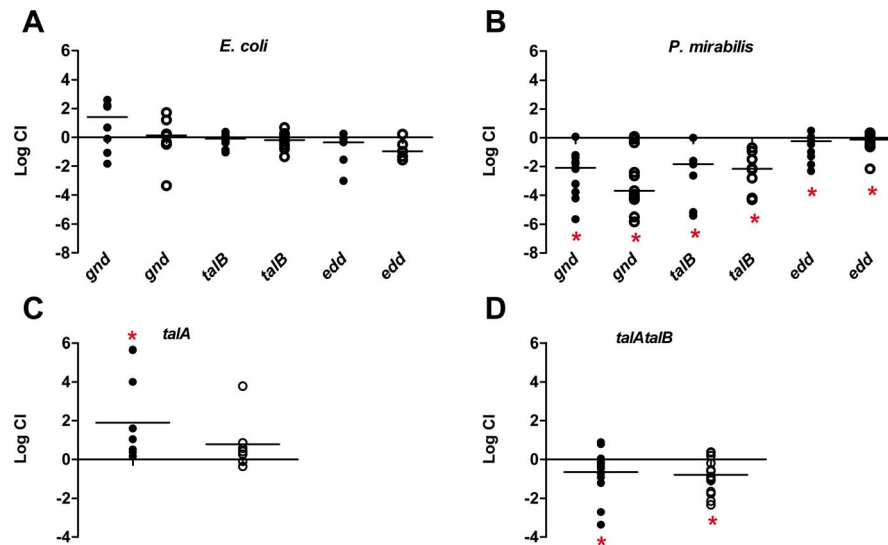 A
E. coli
6
4
2
0
-2
-4
-6
-8
Log CI
gnd
gnd
talB
talB
edd
edd
B
P. mirabilis
6
4
2
0
-2
-4
-6
-8
Log CI
gnd
gnd
talB
talB
edd
edd
*
*
*
*
*
*
C
talA
*
6
4
2
0
-2
-4
Log CI
D
talAtalB
6
4
2
0
-2
-4
Log CI
*
*